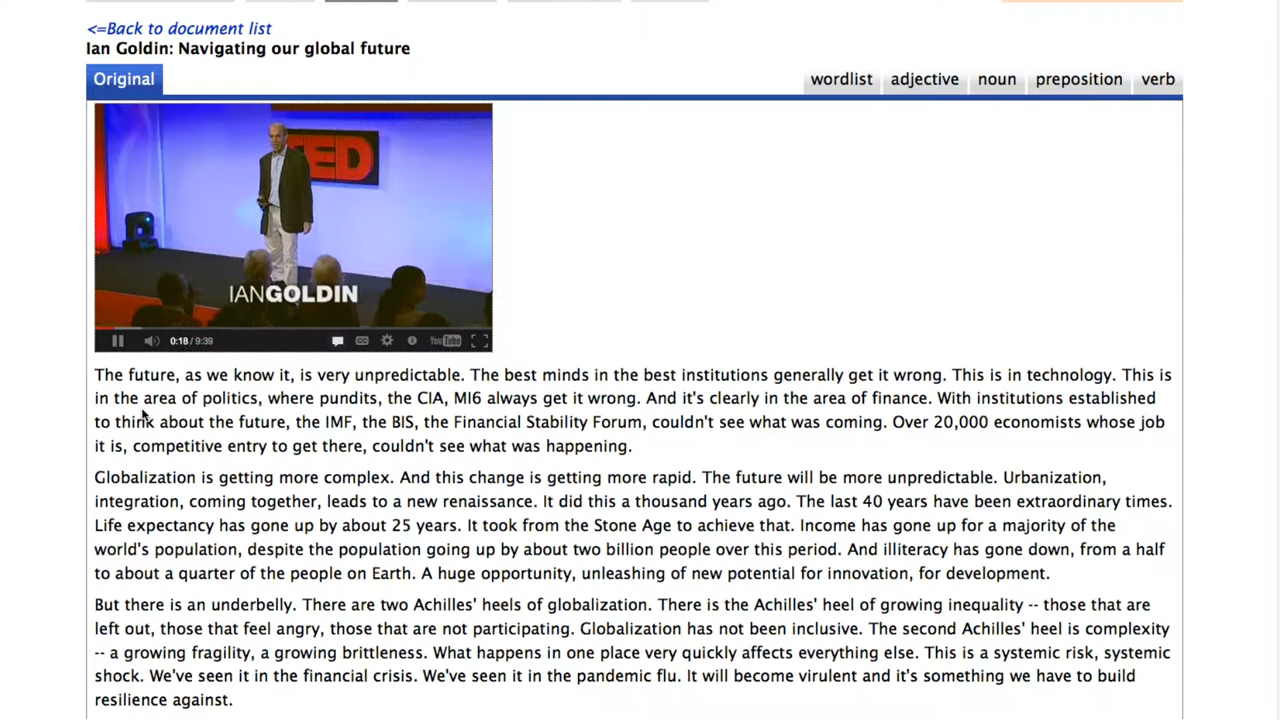 <=Back to document list
Ian Goldin: Navigating our global future
Original
wordlist
adjective
noun
preposition
verb
TED
IANGOLDIN
0:18 / 9:39
CC
YouTube
The future, as we know it, is very unpredictable. The best minds in the best institutions generally get it wrong. This is in technology. This is
in the area of politics, where pundits, the CIA, MI6 always get it wrong. And it's clearly in the area of finance. With institutions established
to think about the future, the IMF, the BIS, the Financial Stability Forum, couldn't see what was coming. Over 20,000 economists whose job
it is, competitive entry to get there, couldn't see what was happening.
Globalization is getting more complex. And this change is getting more rapid. The future will be more unpredictable. Urbanization,
integration, coming together, leads to a new renaissance. It did this a thousand years ago. The last 40 years have been extraordinary times.
Life expectancy has gone up by about 25 years. It took from the Stone Age to achieve that. Income has gone up for a majority of the
world's population, despite the population going up by about two billion people over this period. And illiteracy has gone down, from a half
to about a quarter of the people on Earth. A huge opportunity, unleashing of new potential for innovation, for development.
But there is an underbelly. There are two Achilles' heels of globalization. There is the Achilles' heel of growing inequality -- those that are
left out, those that feel angry, those that are not participating. Globalization has not been inclusive. The second Achilles' heel is complexity
-- a growing fragility, a growing brittleness. What happens in one place very quickly affects everything else. This is a systemic risk, systemic
shock. We've seen it in the financial crisis. We've seen it in the pandemic flu. It will become virulent and it's something we have to build
resilience against.